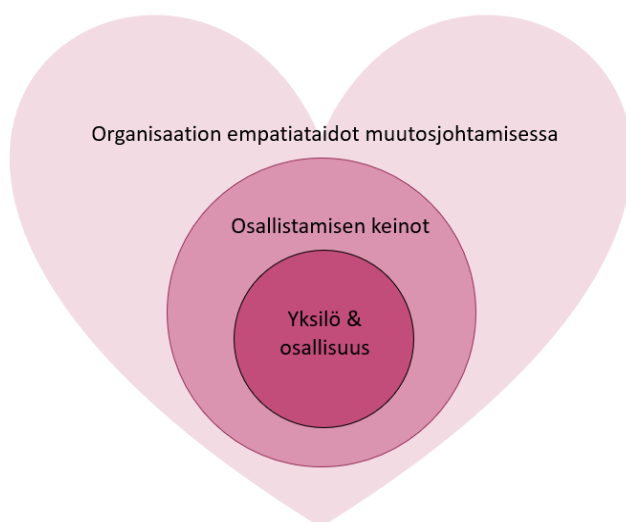 Organisaation empatiataidot muutosjohtamisessa
Osallistamisen keinot
Yksilö &
osallisuus